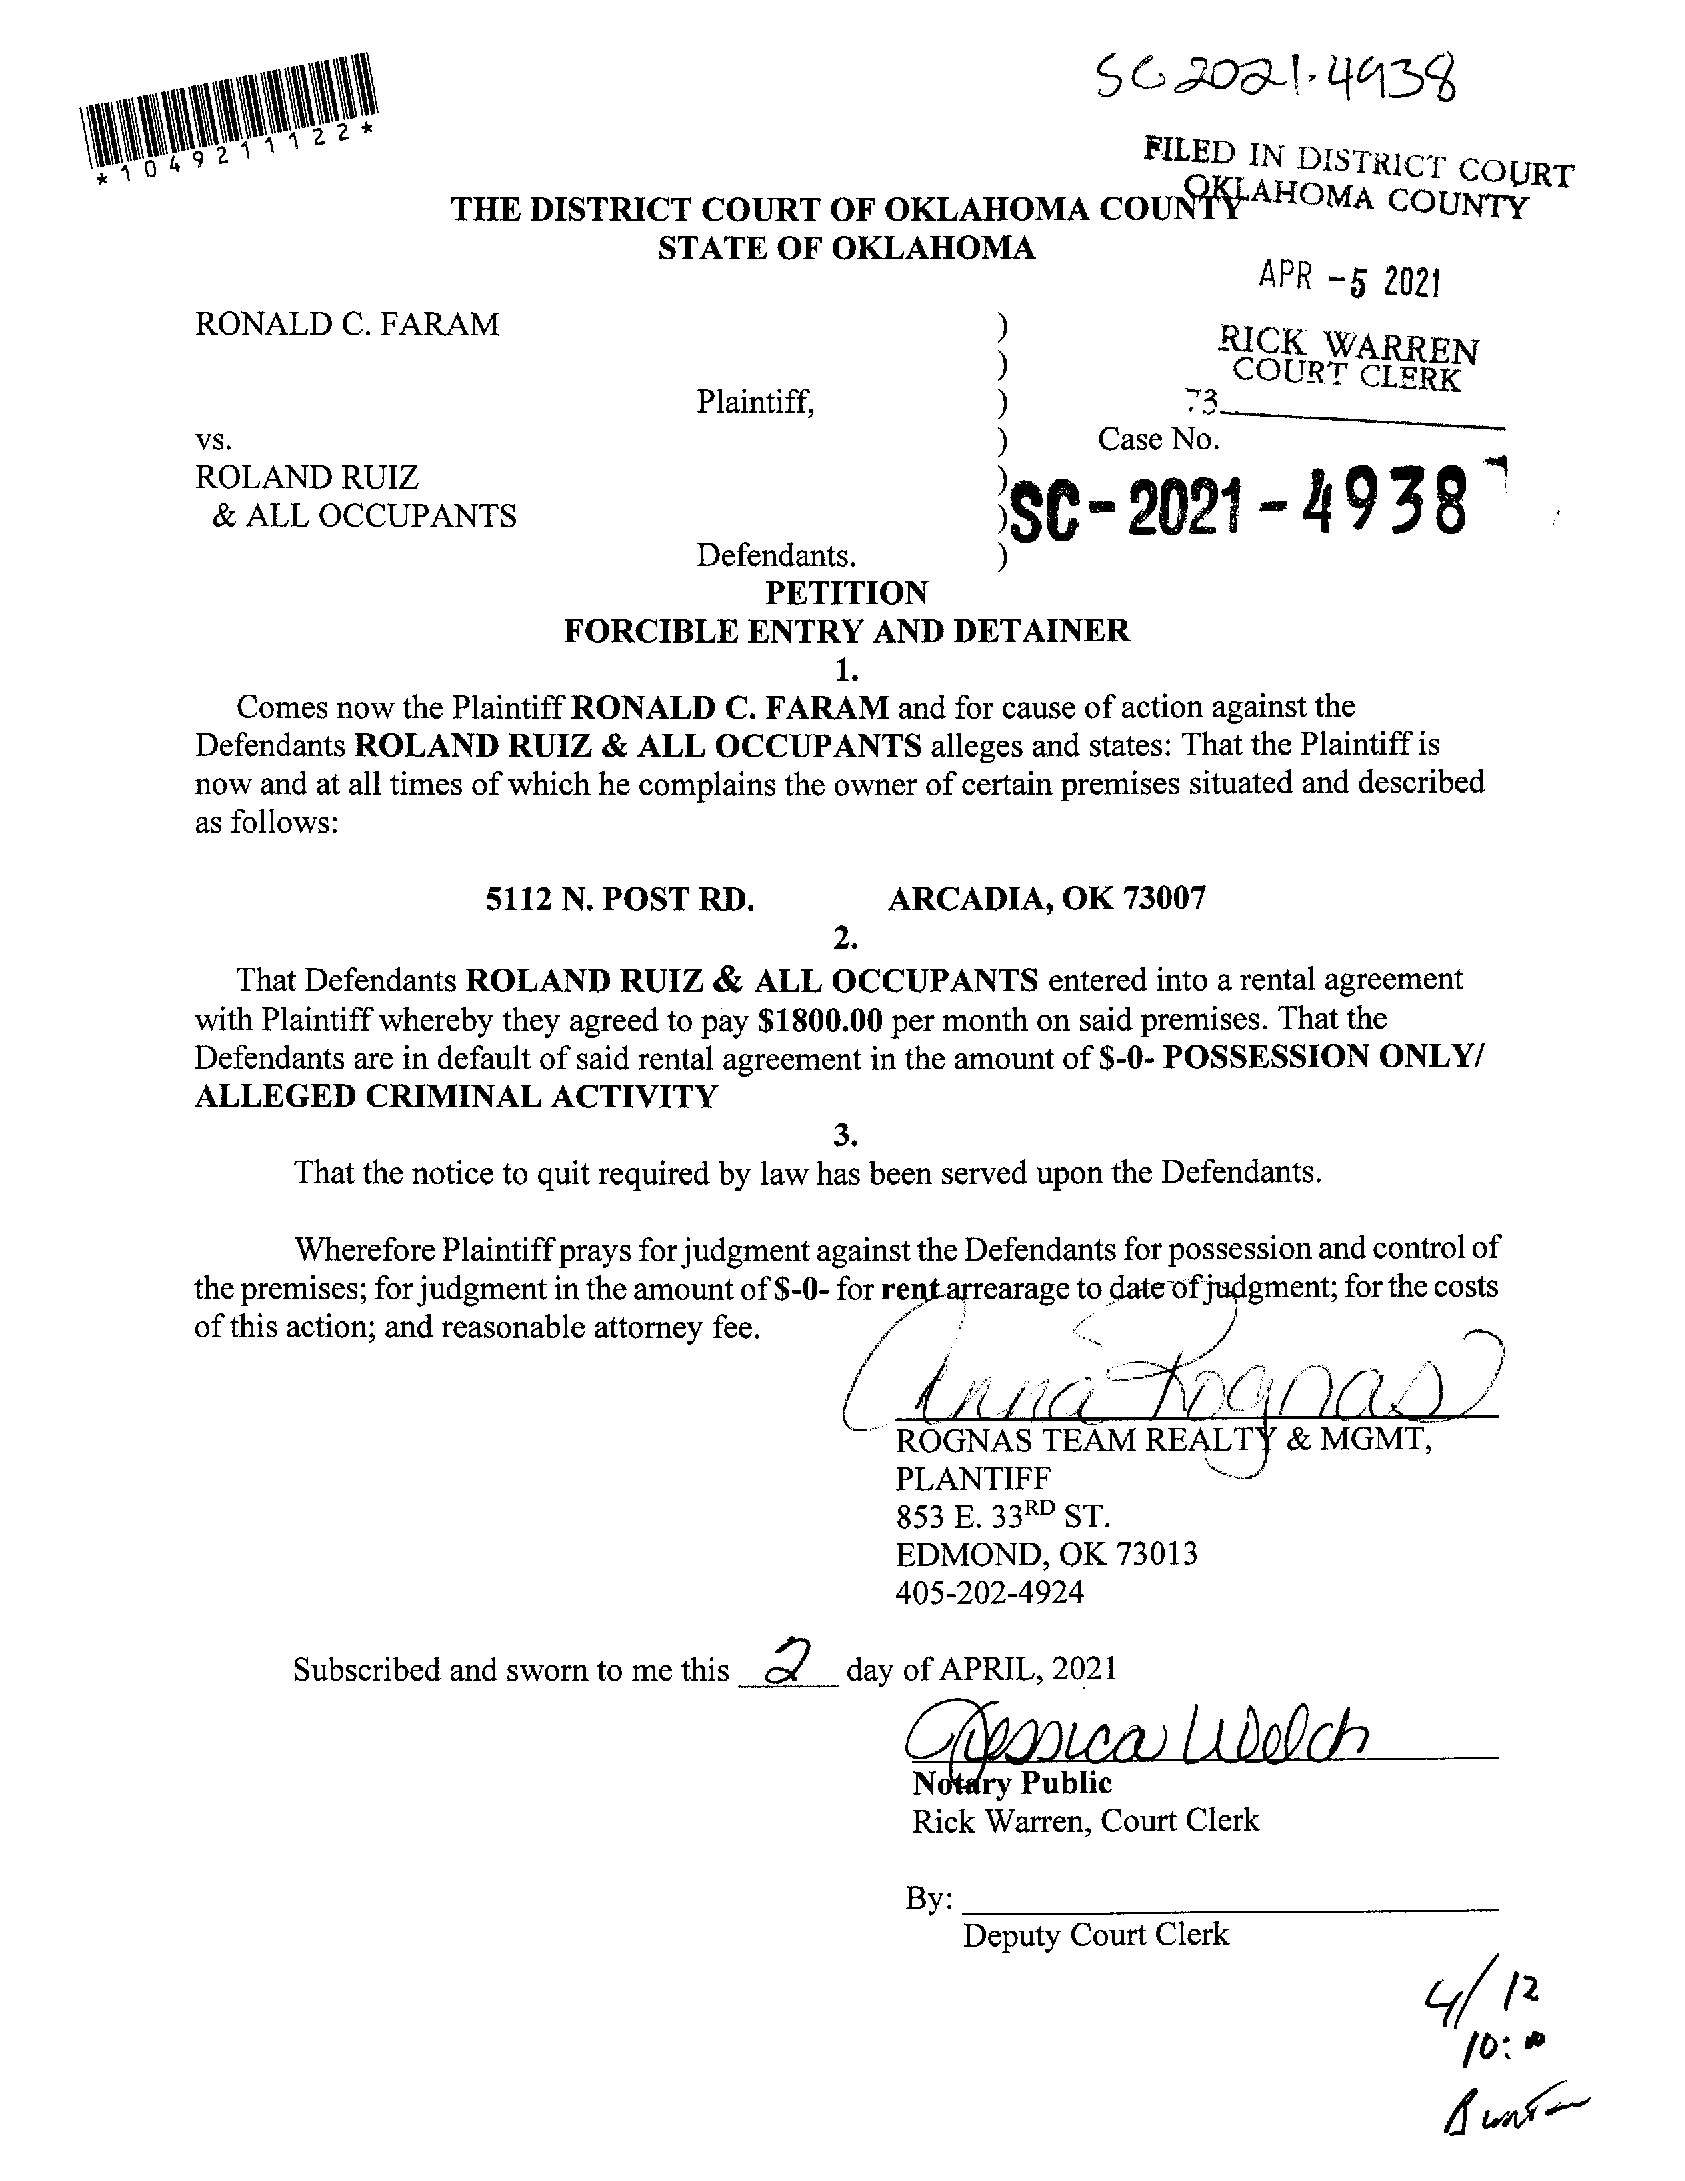 SC 2021-4938
*1049211122*
FILED IN DISTRICT COURT
OKLAHOMA COUNTY
THE DISTRICT COURT OF OKLAHOMA COUNTY
STATE OF OKLAHOMA
APR -5 2021
RONALD C. FARAM )
RICK WARREN
COURT CLERK
)
Plaintiff, )
73
vs. ) Case No.
ROLAND RUIZ )
& ALL OCCUPANTS ) SC-2021-4938
Defendants. )
PETITION
FORCIBLE ENTRY AND DETAINER
1.
Comes now the Plaintiff RONALD C. FARAM and for cause of action against the
Defendants ROLAND RUIZ & ALL OCCUPANTS alleges and states: That the Plaintiff is
now and at all times of which he complains the owner of certain premises situated and described
as follows:
5112 N. POST RD. ARCADIA, OK 73007
2.
That Defendants ROLAND RUIZ & ALL OCCUPANTS entered into a rental agreement
with Plaintiff whereby they agreed to pay $1800.00 per month on said premises. That the
Defendants are in default of said rental agreement in the amount of $-0- POSSESSION ONLY/
ALLEGED CRIMINAL ACTIVITY
3.
That the notice to quit required by law has been served upon the Defendants.
Wherefore Plaintiff prays for judgment against the Defendants for possession and control of
the premises; for judgment in the amount of $-0- for rent arrearage to date of judgment; for the costs
of this action; and reasonable attorney fee.
Anna Rognas
ROGNAS TEAM REALTY & MGMT,
PLANTIFF
853 E. 33RD ST.
EDMOND, OK 73013
405-202-4924
Subscribed and sworn to me this 2 day of APRIL, 2021
Jessica Welch
Notary Public
Rick Warren, Court Clerk
By:
Deputy Court Clerk
4/12
10:00